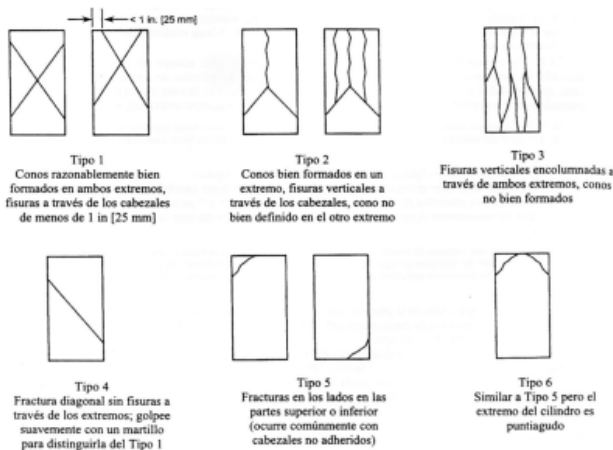 < 1 in. [25 mm]
Tipo 1
Conos razonablemente bien
formados en ambos extremos,
fisuras a través de los cabezales
de menos de 1 in [25 mm]
Tipo 2
Conos bien formados en un
extremo, fisuras verticales a
través de los cabezales, cono no
bien definido en el otro extremo
Tipo 3
Fisuras verticales encolumnadas a
través de ambos extremos, conos
no bien formados
Tipo 4
Fractura diagonal sin fisuras a
través de los extremos; golpee
suavemente con un martillo
para distinguirla del Tipo 1
Tipo 5
Fracturas en los lados en las
partes superior o inferior
(ocurre comúnmente con
cabezales no adheridos)
Tipo 6
Similar a Tipo 5 pero el
extremo del cilindro es
puntiagudo